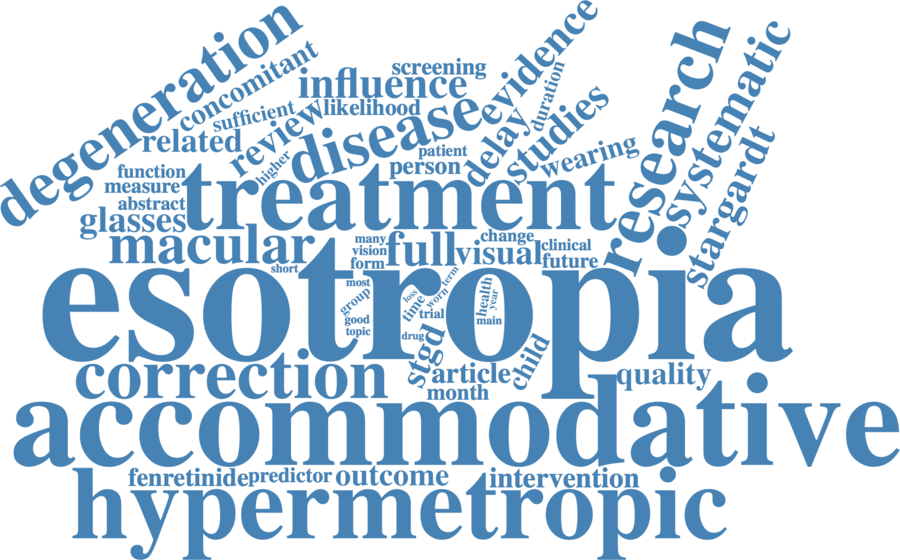 degeneration
concomitant
sufficient
related
screening
influence
likelihood
review
higher
disease
evidence
duration
delay
studies
patient
person
wearing
research
systematic
stargardt
function
measure
abstract
glasses
treatment
macular
short
many
vision
form
full
visual
change
clinical
future
esotropia
most
group
good
topic
loss
time
worn
term
trial
drug
health
year
main
stgd
child
correction
article
month
quality
accommodative
fenretinide
predictor
outcome
intervention
hypermetropic